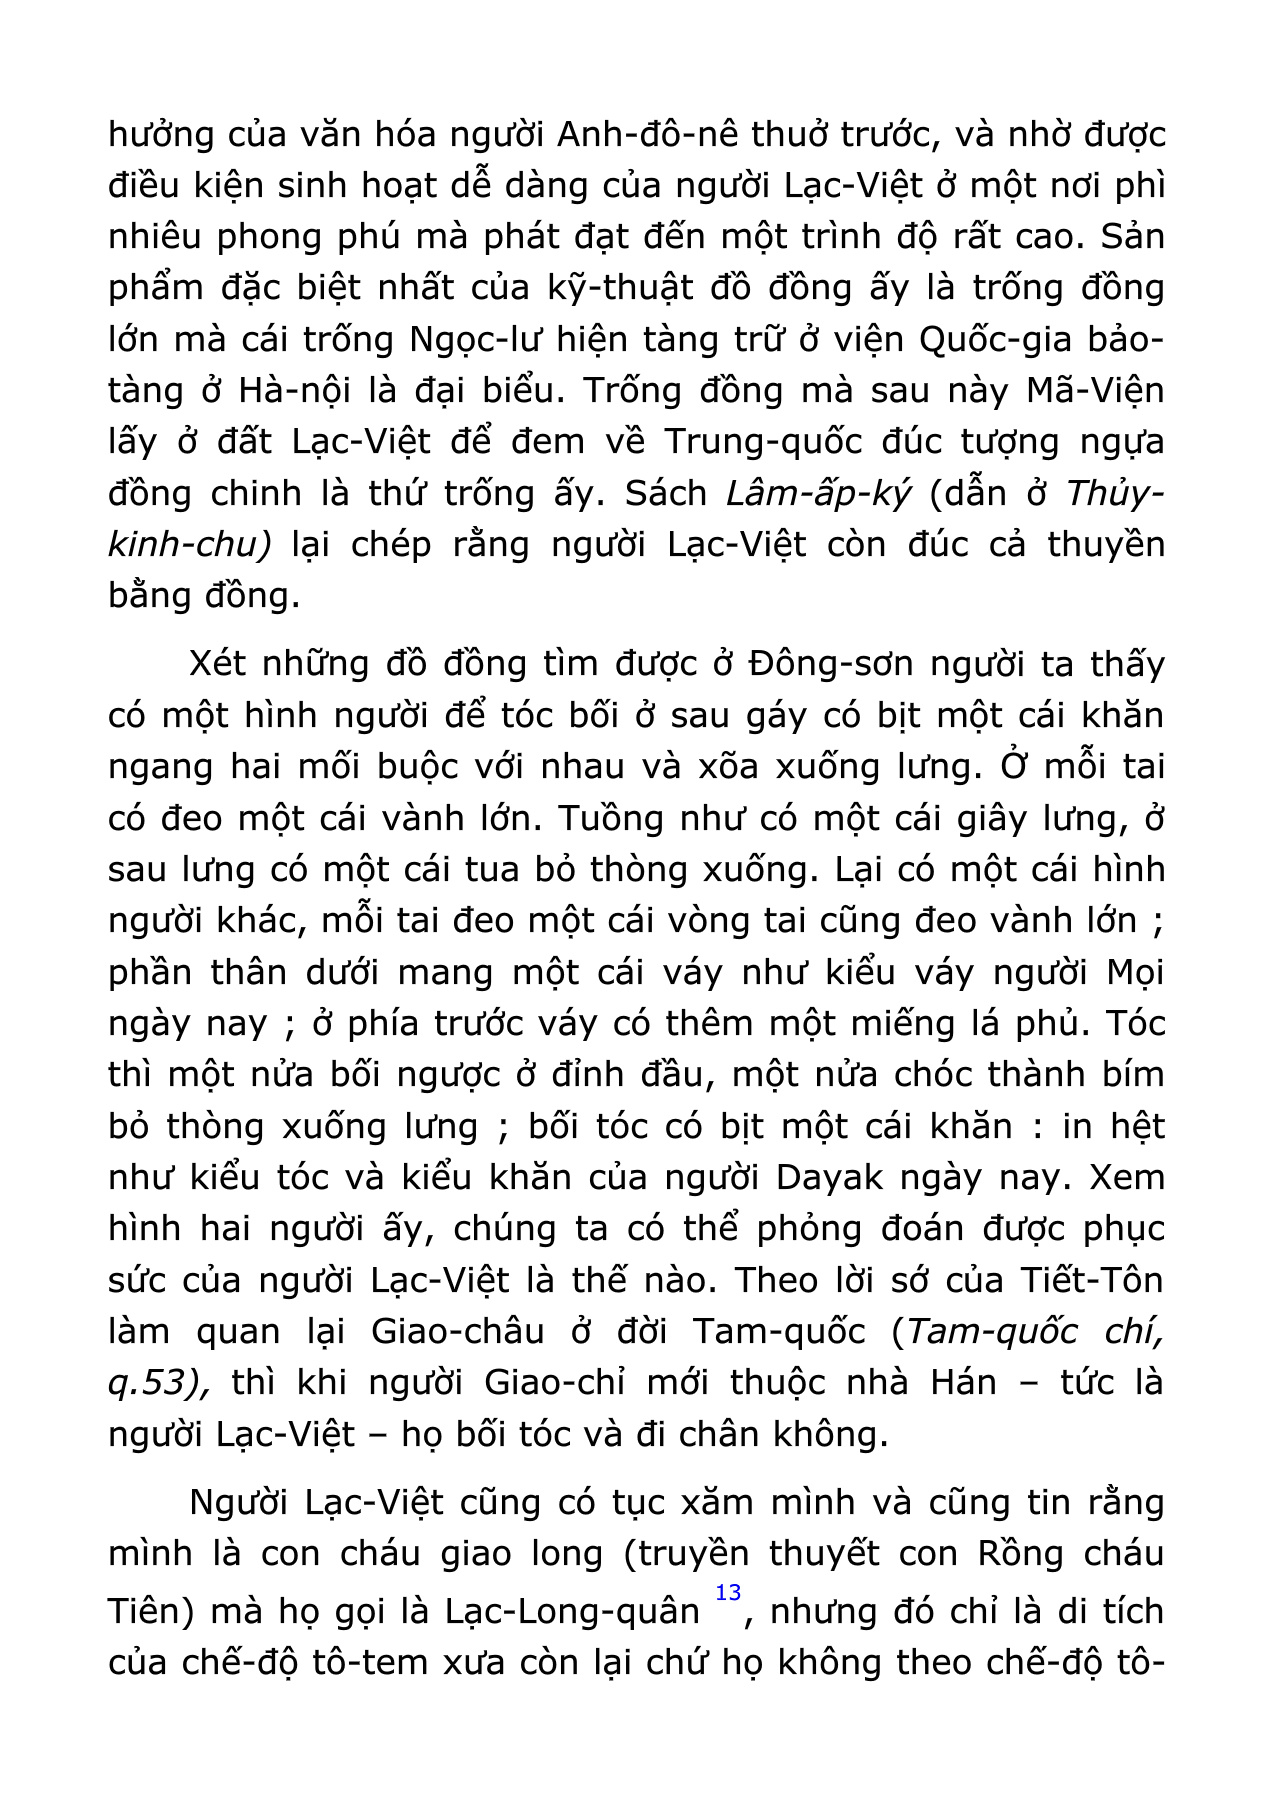 hưởng của văn hóa người Anh-đô-nê thuở trước, và nhờ được
điều kiện sinh hoạt dễ dàng của người Lạc-Việt ở một nơi phì
nhiêu phong phú mà phát đạt đến một trình độ rất cao. Sản
phẩm đặc biệt nhất của kỹ-thuật đồ đồng ấy là trống đồng
lớn mà cái trống Ngọc-lư hiện tàng trữ ở viện Quốc-gia bảo-
tàng ở Hà-nội là đại biểu. Trống đồng mà sau này Mã-Viện
lấy ở đất Lạc-Việt để đem về Trung-quốc đúc tượng ngựa
đồng chinh là thứ trống ấy. Sách Lâm-ấp-ký (dẫn ở Thủy-
kinh-chu) lại chép rằng người Lạc-Việt còn đúc cả thuyền
bằng đồng.
Xét những đồ đồng tìm được ở Đông-sơn người ta thấy
có một hình người để tóc bối ở sau gáy có bịt một cái khăn
ngang hai mối buộc với nhau và xõa xuống lưng. Ở mỗi tai
có đeo một cái vành lớn. Tuồng như có một cái giây lưng, ở
sau lưng có một cái tua bỏ thòng xuống. Lại có một cái hình
người khác, mỗi tai đeo một cái vòng tai cũng đeo vành lớn ;
phần thân dưới mang một cái váy như kiểu váy người Mọi
ngày nay ; ở phía trước váy có thêm một miếng lá phủ. Tóc
thì một nửa bối ngược ở đỉnh đầu, một nửa chóc thành bím
bỏ thòng xuống lưng ; bối tóc có bịt một cái khăn : in hệt
như kiểu tóc và kiểu khăn của người Dayak ngày nay. Xem
hình hai người ấy, chúng ta có thể phỏng đoán được phục
sức của người Lạc-Việt là thế nào. Theo lời sớ của Tiết-Tôn
làm quan lại Giao-châu ở đời Tam-quốc (Tam-quốc chí,
q.53), thì khi người Giao-chỉ mới thuộc nhà Hán – tức là
người Lạc-Việt – họ bối tóc và đi chân không.
Người Lạc-Việt cũng có tục xăm mình và cũng tin rằng
mình là con cháu giao long (truyền thuyết con Rồng cháu
Tiên) mà họ gọi là Lạc-Long-quân 13, nhưng đó chỉ là di tích
của chế-độ tô-tem xưa còn lại chứ họ không theo chế-độ tô-